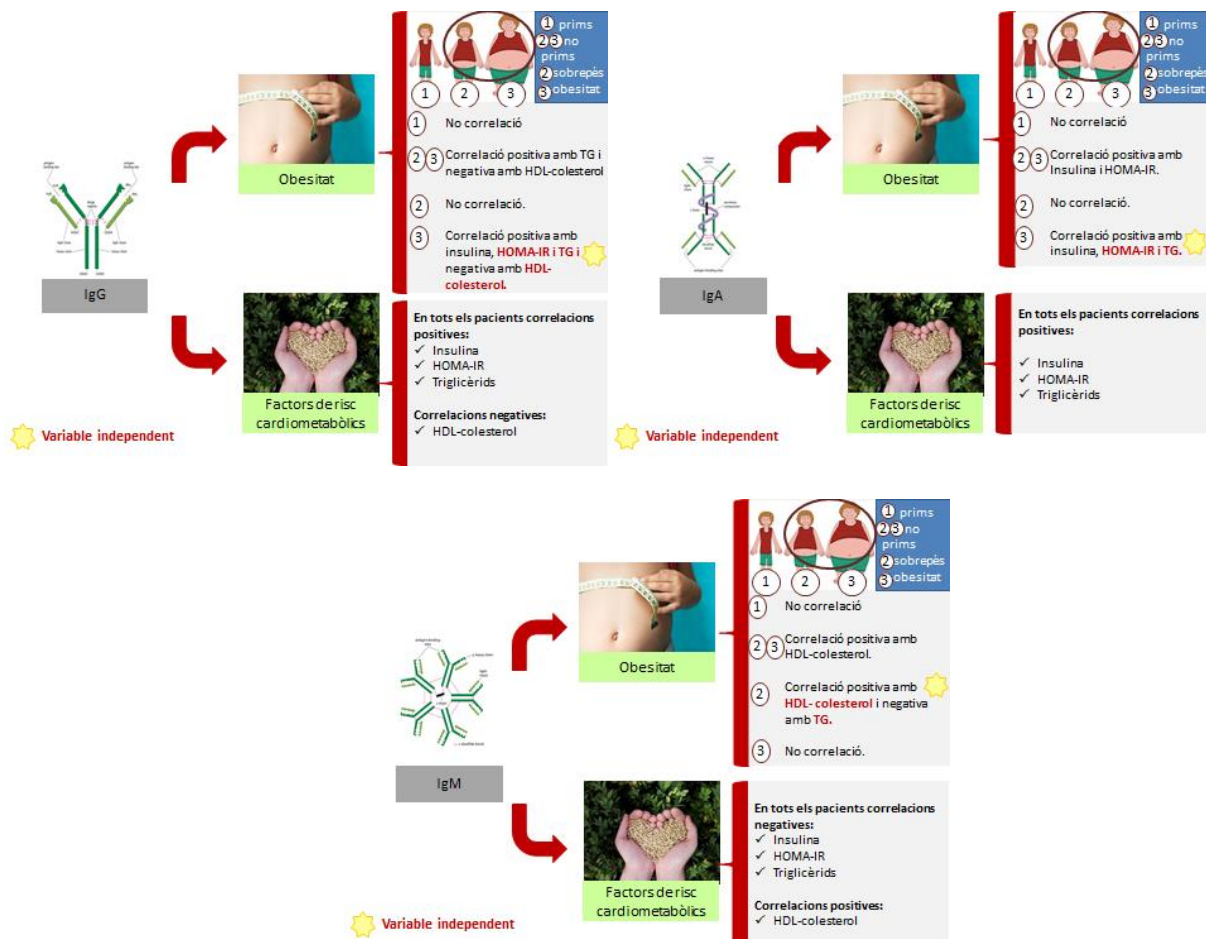 1 prims
2 3 no
prims
2 sobrepès
3 obesitat
1 2 3
1 No correlació
2 3 Correlació positiva amb TG i
negativa amb HDL-colesterol
2 No correlació.
3 Correlació positiva amb
insulina, HOMA-IR i TG i
negativa amb HDL-
colesterol.
Obesitat
IgG
En tots els pacients correlacions
positives:
✓ Insulina
✓ HOMA-IR
✓ Triglicèrids
Correlacions negatives:
✓ HDL-colesterol
Factors de risc
cardiometabòlics
Variable independent
1 prims
2 3 no
prims
2 sobrepès
3 obesitat
1 2 3
1 No correlació
2 3 Correlació positiva amb
Insulina i HOMA-IR.
2 No correlació.
3 Correlació positiva amb
insulina, HOMA-IR i TG.
Obesitat
IgA
En tots els pacients correlacions
positives:
✓ Insulina
✓ HOMA-IR
✓ Triglicèrids
Factors de risc
cardiometabòlics
Variable independent
1 prims
2 3 no
prims
2 sobrepès
3 obesitat
1 2 3
1 No correlació
2 3 Correlació positiva amb
HDL-colesterol.
2 Correlació positiva amb
HDL- colesterol i negativa
amb TG.
3 No correlació.
Obesitat
IgM
En tots els pacients correlacions
negatives:
✓ Insulina
✓ HOMA-IR
✓ Triglicèrids
Correlacions positives:
✓ HDL-colesterol
Factors de risc
cardiometabòlics
Variable independent